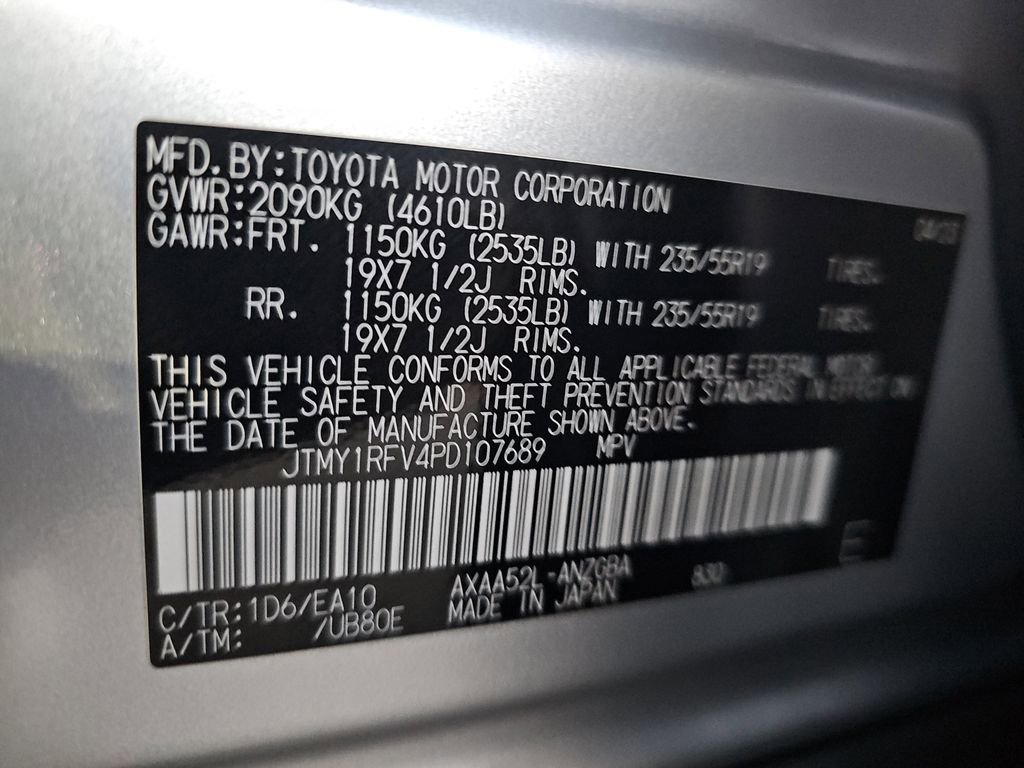 MFD. BY: TOYOTA MOTOR CORPORATION
GVWR: 2090KG (4610LB)
GAWR: FRT. 1150KG (2535LB) WITH 235/55R19 TIRES.
19X7 1/2J RIMS.
RR. 1150KG (2535LB) WITH 235/55R19 TIRES.
19X7 1/2J RIMS.
THIS VEHICLE CONFORMS TO ALL APPLICABLE FEDERAL MOTOR
VEHICLE SAFETY AND THEFT PREVENTION STANDARDS IN EFFECT ON
THE DATE OF MANUFACTURE SHOWN ABOVE.
JTMY1RFV4PD107689 MPV
E
C/TR: 1D6/EA10 AXAA52L-ANZGBA 630
A/TM: /UB80E MADE IN JAPAN